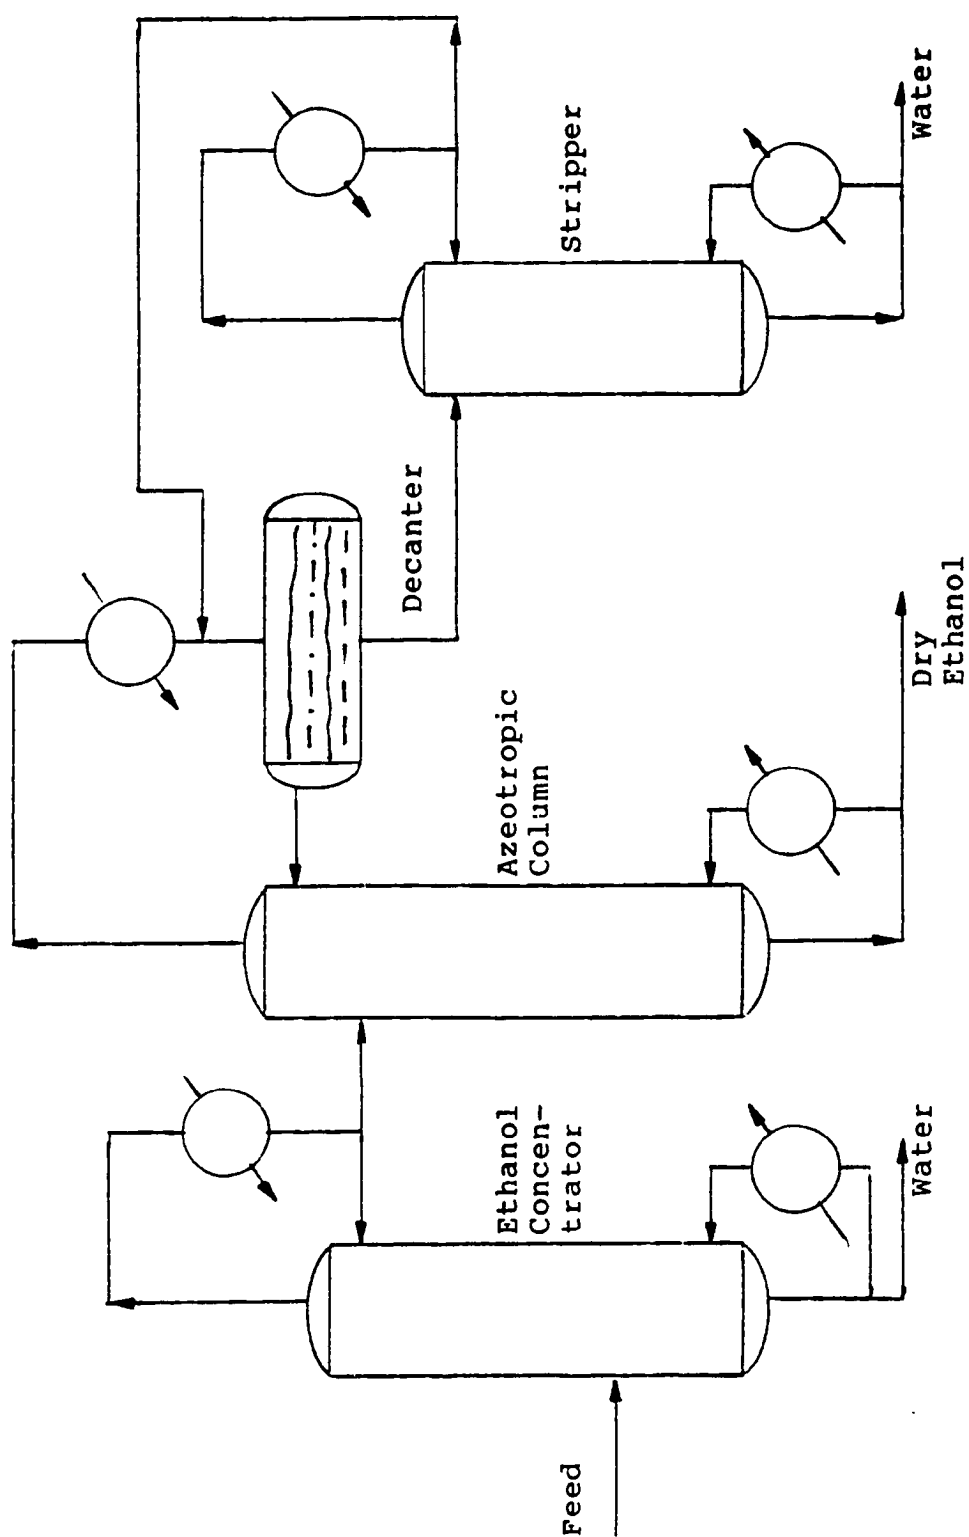 Feed
Ethanol
Concen-
trator
Water
Azeotropic
Column
Dry
Ethanol
Decanter
Stripper
Water